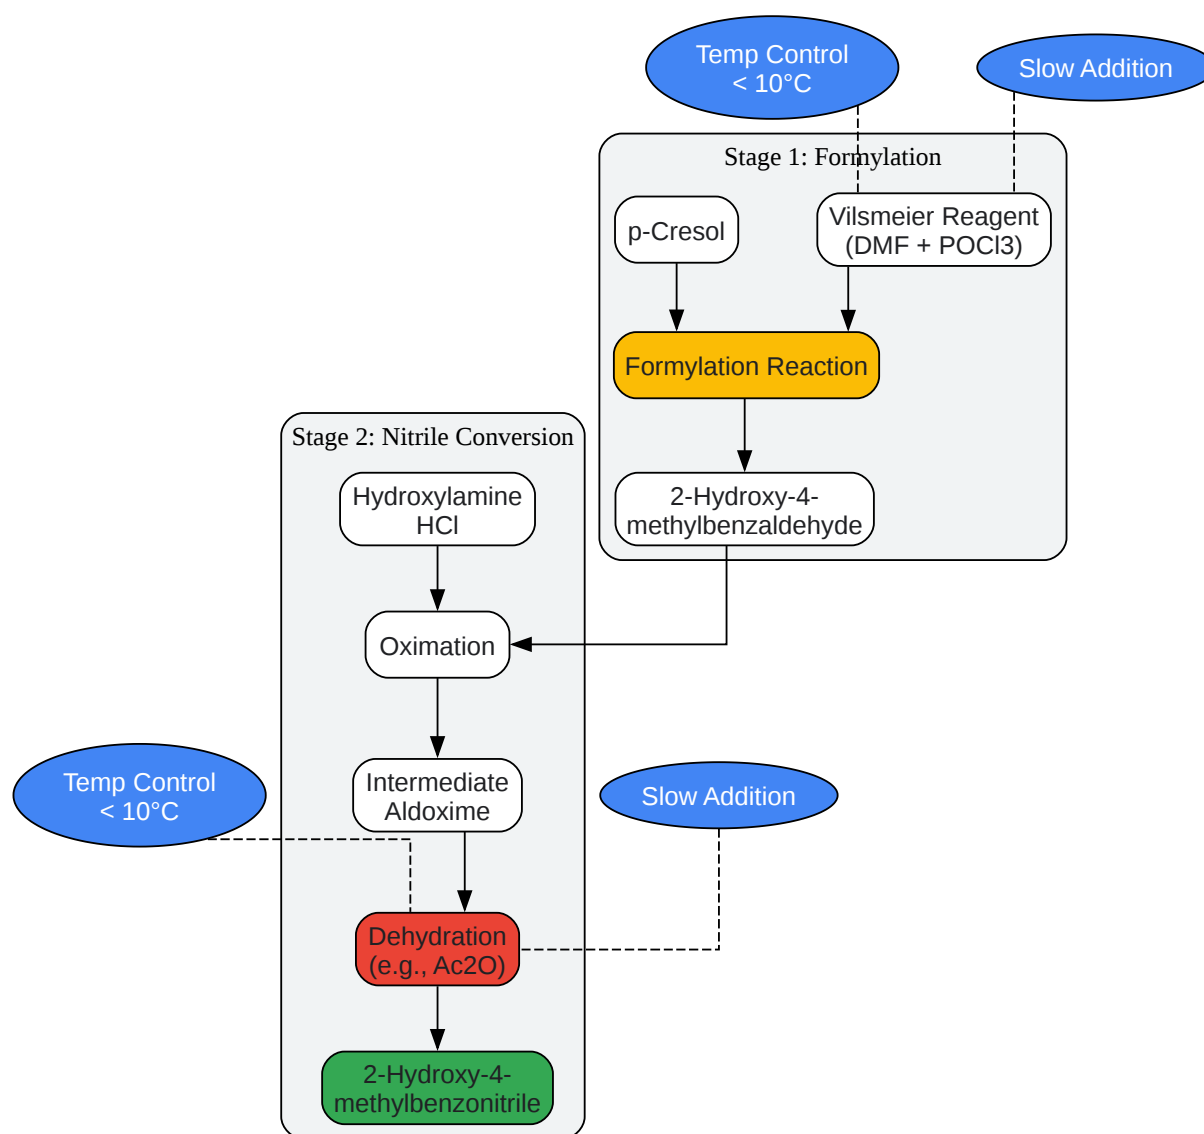 Temp Control
< 10°C
Slow Addition
Stage 1: Formylation
p-Cresol
Vilsmeier Reagent
(DMF + POCl3)
Formylation Reaction
2-Hydroxy-4-
methylbenzaldehyde
Stage 2: Nitrile Conversion
Hydroxylamine
HCl
Oximation
Intermediate
Aldoxime
Temp Control
< 10°C
Slow Addition
Dehydration
(e.g., Ac2O)
2-Hydroxy-4-
methylbenzonitrile